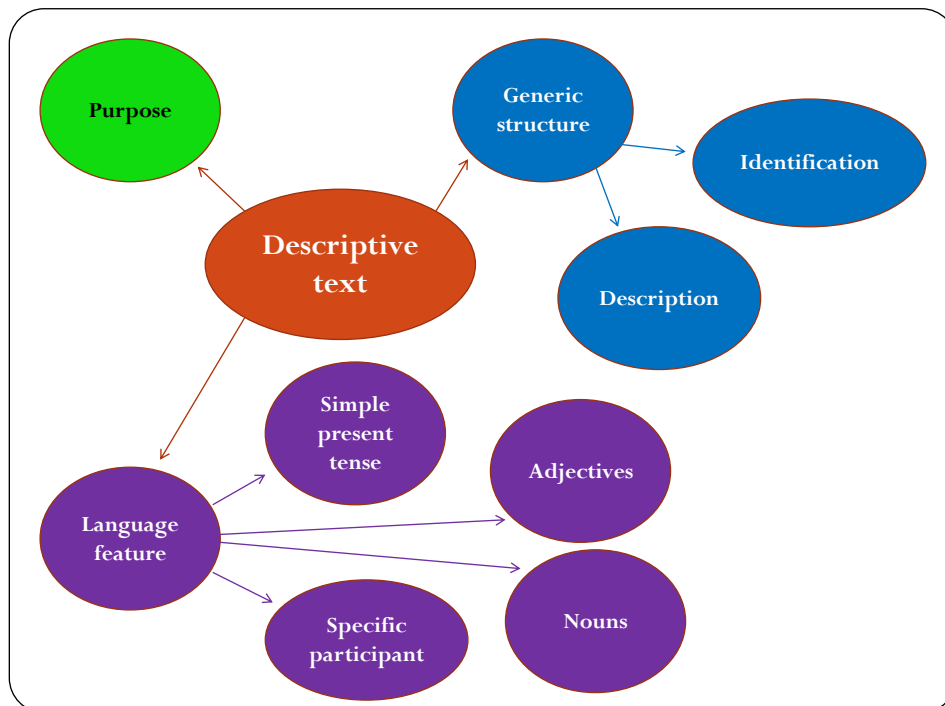 Purpose
Generic
structure
Identification
Descriptive
text
Description
Simple
present
tense
Adjectives
Language
feature
Nouns
Specific
participant